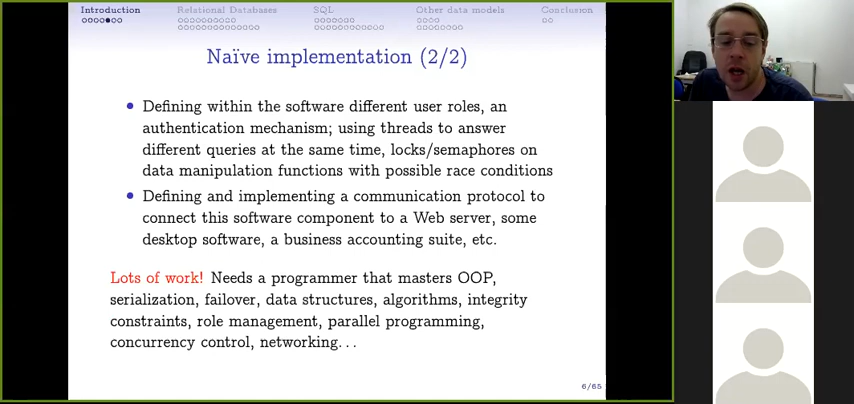 Introduction Relational Databases SQL Other data models Conclusion
Naïve implementation (2/2)
Defining within the software different user roles, an
authentication mechanism; using threads to answer
different queries at the same time, locks/semaphores on
data manipulation functions with possible race conditions
Defining and implementing a communication protocol to
connect this software component to a Web server, some
desktop software, a business accounting suite, etc.
Lots of work! Needs a programmer that masters OOP,
serialization, failover, data structures, algorithms, integrity
constraints, role management, parallel programming,
concurrency control, networking...
6/65